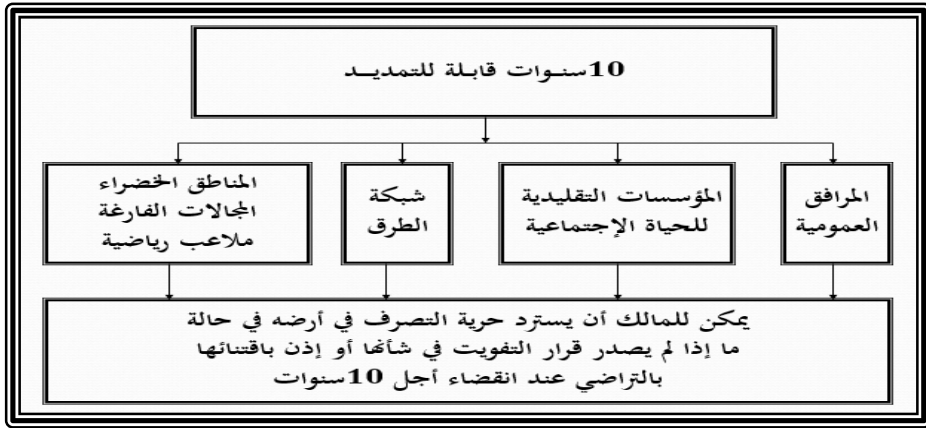 10سنوات قابلة للتمديد
المرافق
العمومية
المؤسسات التقليدية
للحياة الإجتماعية
شبكة
الطرق
المناطق الخضراء
المجالات الفارغة
ملاعب رياضية
يمكن للمالك أن يسترد حرية التصرف في أرضه في حالة
ما إذا لم يصدر قرار التفويت في شأنها أو إذن باقتنائها
بالتراضي عند انقضاء أجل 10سنوات